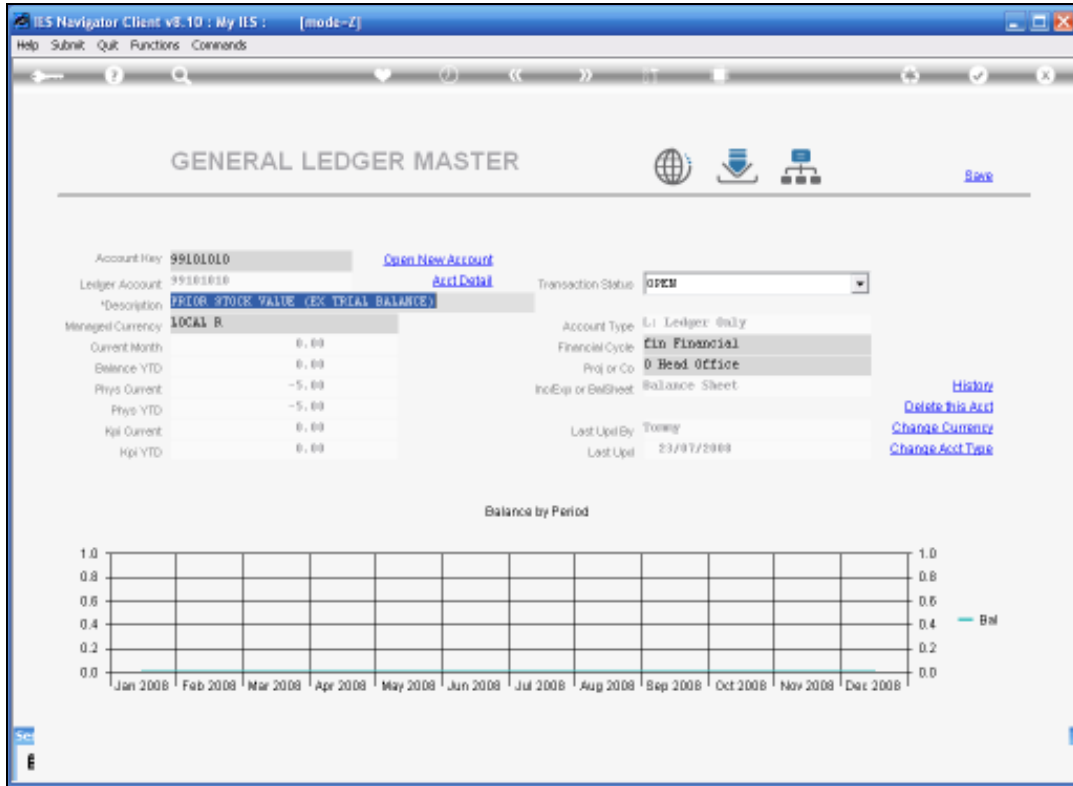 IES Navigator Client v8.10 : My IES : [mode-Z]
Help Submit Quit Functions Commands
GENERAL LEDGER MASTER
Save
Account Key 99101010 Open New Account
Ledger Account 99101010 Acct Detail Transaction Status OPEN
*Description PRIOR STOCK VALUE (EX TRIAL BALANCE)
Managed Currency LOCAL R Account Type L: Ledger Only
Current Month 0.00 Financial Cycle fin Financial
Balance YTD 0.00 Proj or Co 0 Head Office
Phys Current -5.00 Inc/Exp or BalSheet Balance Sheet History
Phys YTD -5.00 Delete this Acct
Kpi Current 0.00 Last Upd By Tommy Change Currency
Kpi YTD 0.00 Last Upd 23/07/2008 Change Acct Type
Balance by Period
1.0 1.0
0.8 0.8
0.6 0.6
0.4 0.4 Bal
0.2 0.2
0.0 0.0
Jan 2008 Feb 2008 Mar 2008 Apr 2008 May 2008 Jun 2008 Jul 2008 Aug 2008 Sep 2008 Oct 2008 Nov 2008 Dec 2008